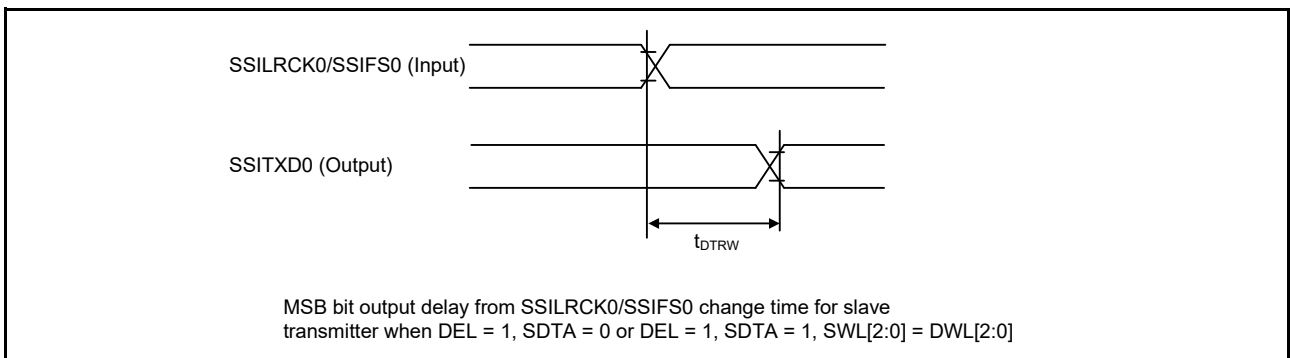 SSILRCK0/SSIFS0 (Input)
SSITXD0 (Output)
tDTRW
MSB bit output delay from SSILRCK0/SSIFS0 change time for slave
transmitter when DEL = 1, SDTA = 0 or DEL = 1, SDTA = 1, SWL[2:0] = DWL[2:0]